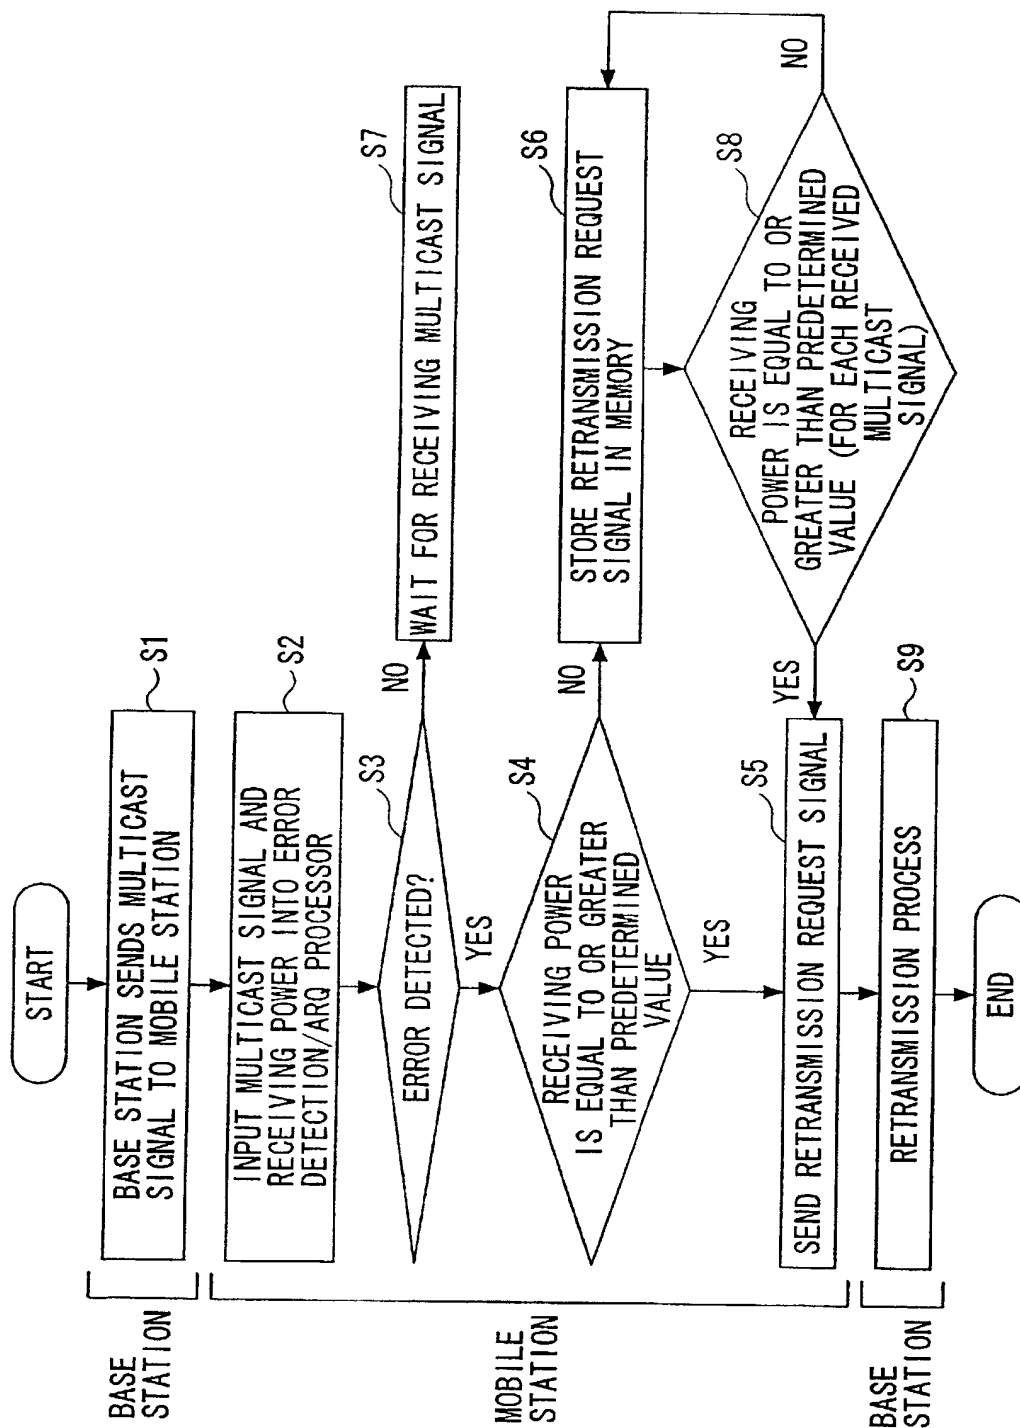 START
BASE STATION SENDS MULTICAST
SIGNAL TO MOBILE STATION
S1
BASE
STATION
INPUT MULTICAST SIGNAL AND
RECEIVING POWER INTO ERROR
DETECTION/ARQ PROCESSOR
S2
ERROR DETECTED?
S3
NO
WAIT FOR RECEIVING MULTICAST SIGNAL
S7
YES
MOBILE
STATION
RECEIVING POWER
IS EQUAL TO OR GREATER
THAN PREDETERMINED
VALUE
S4
NO
STORE RETRANSMISSION REQUEST
SIGNAL IN MEMORY
S6
YES
RECEIVING
POWER IS EQUAL TO OR
GREATER THAN PREDETERMINED
VALUE (FOR EACH RECEIVED
MULTICAST
SIGNAL)
S8
NO
YES
SEND RETRANSMISSION REQUEST SIGNAL
S5
BASE
STATION
RETRANSMISSION PROCESS
S9
END